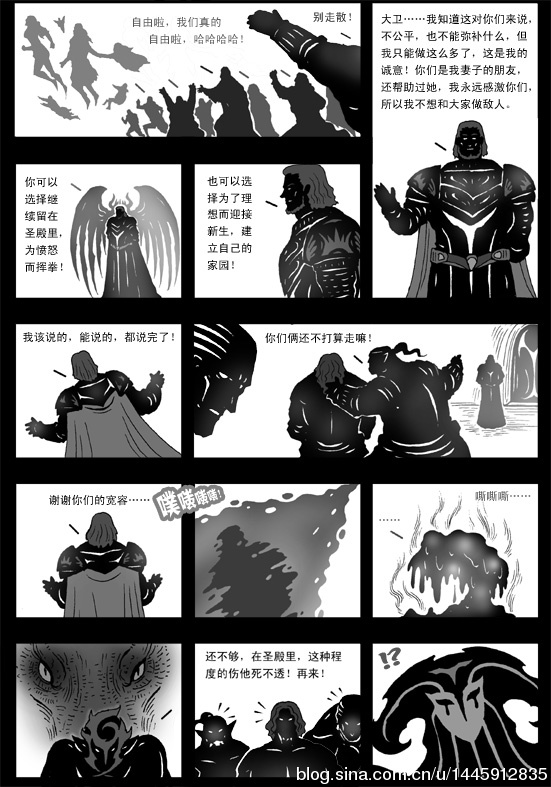 自由啦，我们真的
自由啦，哈哈哈哈！
别走散！
大卫……我知道这对你们来说，
不公平，也不能弥补什么，但
我只能做这么多了，这是我的
诚意！你们是我妻子的朋友，
还帮助过她，我永远感激你们，
所以我不想和大家做敌人。
你可以
选择继
续留在
圣殿里，
为愤怒
而挥拳！
也可以选
择为了理
想而迎接
新生，建
立自己的
家园！
我该说的，能说的，都说完了！
你们俩还不打算走嘛！
谢谢你们的宽容……
噗嗤嗤嗤！
……
嘶嘶嘶……
还不够，在圣殿里，这种程
度的伤他死不透！再来！
!?
blog.sina.com.cn/u/1445912835